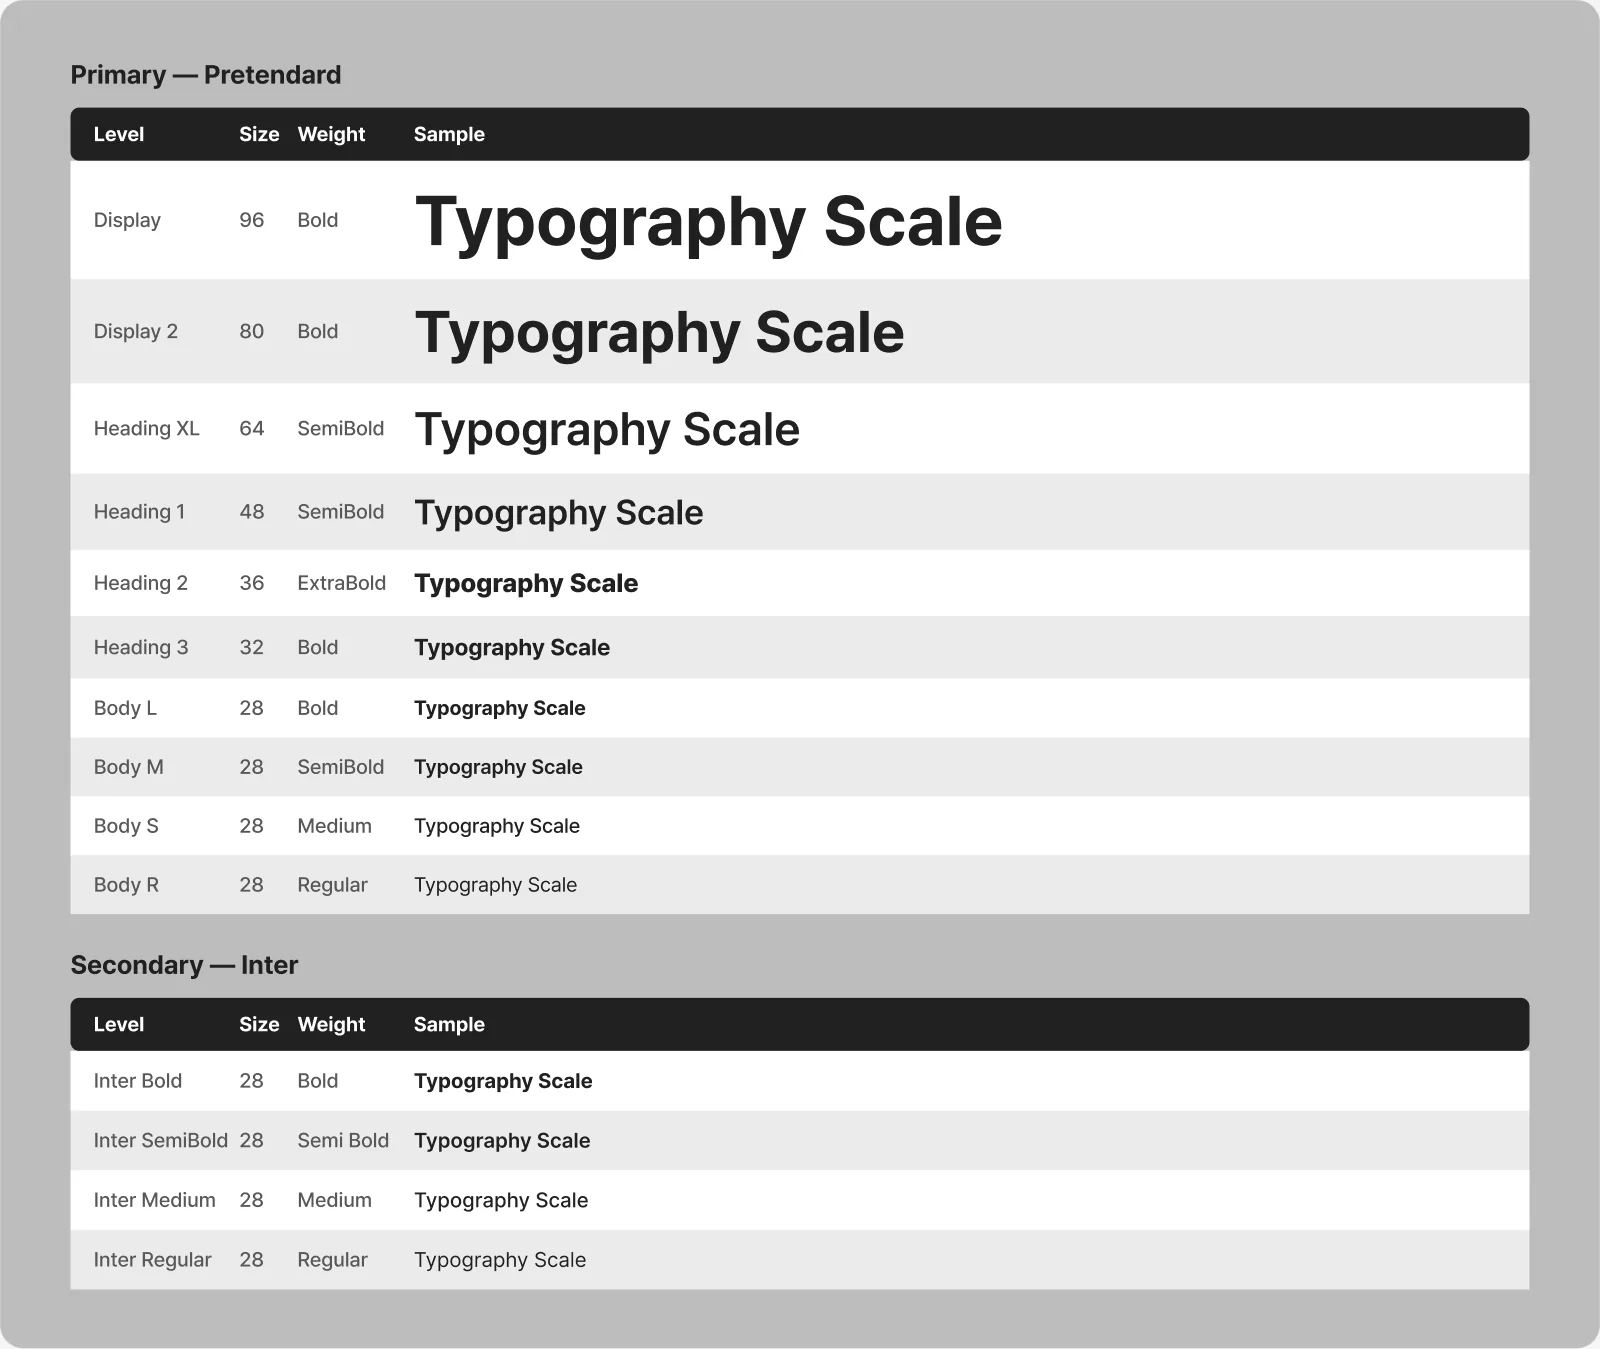 Primary — Pretendard
Level Size Weight Sample
Display 96 Bold Typography Scale
Display 2 80 Bold Typography Scale
Heading XL 64 SemiBold Typography Scale
Heading 1 48 SemiBold Typography Scale
Heading 2 36 ExtraBold Typography Scale
Heading 3 32 Bold Typography Scale
Body L 28 Bold Typography Scale
Body M 28 SemiBold Typography Scale
Body S 28 Medium Typography Scale
Body R 28 Regular Typography Scale
Secondary — Inter
Level Size Weight Sample
Inter Bold 28 Bold Typography Scale
Inter SemiBold 28 Semi Bold Typography Scale
Inter Medium 28 Medium Typography Scale
Inter Regular 28 Regular Typography Scale